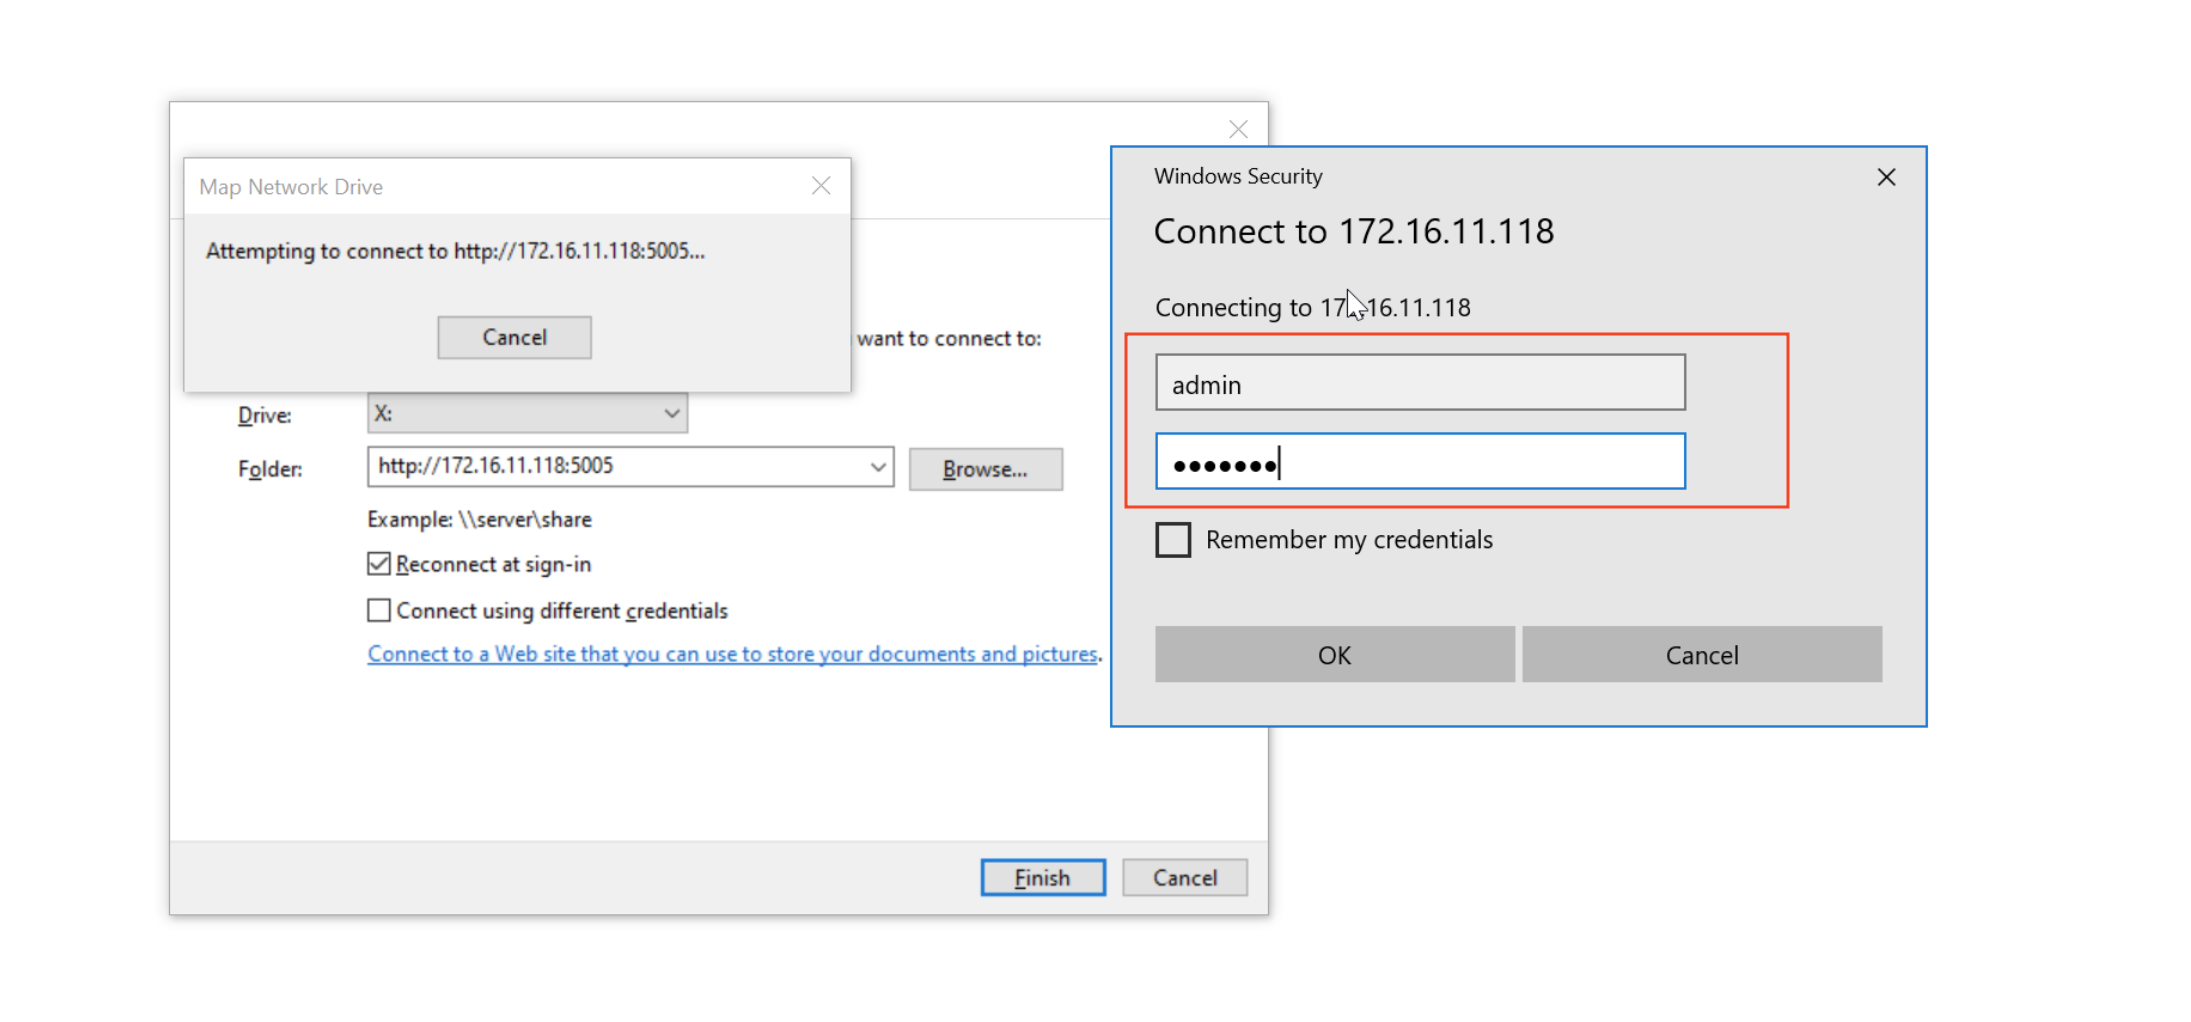 Map Network Drive
Attempting to connect to http://172.16.11.118:5005...
Cancel
want to connect to:
Drive:
X:
Folder:
http://172.16.11.118:5005
Browse...
Example: \\server\share
Reconnect at sign-in
Connect using different credentials
Connect to a Web site that you can use to store your documents and pictures.
Finish
Cancel
Windows Security
Connect to 172.16.11.118
Connecting to 17 16.11.118
admin
●●●●●●●
Remember my credentials
OK
Cancel